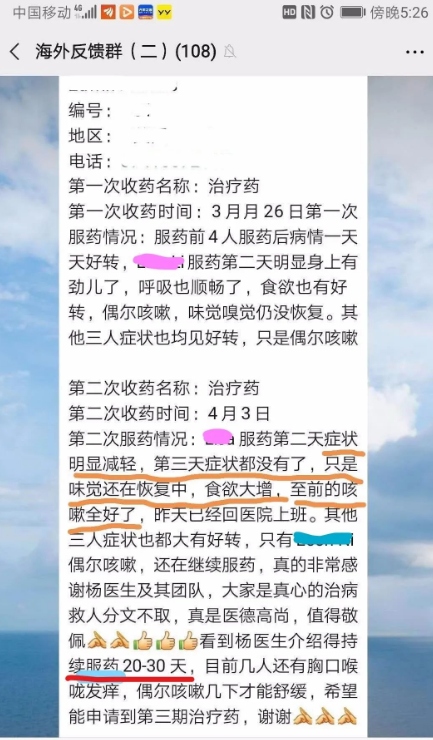 中国移动 4G HD 傍晚5:26
海外反馈群(二)(108)
编号:
地区:
电话:
第一次收药名称:治疗药
第一次收药时间:3月月26日第一次
服药情况:服药前4人服药后病情一天
天好转,服药第二天明显身上有
劲儿了,呼吸也顺畅了,食欲也有好
转,偶尔咳嗽,味觉嗅觉仍没恢复。其
他三人症状也均见好转,只是偶尔咳嗽
第二次收药名称:治疗药
第二次收药时间:4月3日
第二次服药情况:服药第二天症状
明显减轻,第三天症状都没有了,只是
味觉还在恢复中,食欲大增,至前的咳
嗽全好了,昨天已经回医院上班。其他
三人症状也都大有好转,只有
偶尔咳嗽,还在继续服药,真的非常感
谢杨医生及其团队,大家是真心的治病
救人分文不取,真是医德高尚,值得敬
佩🙏🙏👍👍👍看到杨医生介绍得持
续服药20-30天,目前几人还有胸口喉
咙发痒,偶尔咳嗽几下才能舒缓,希望
能申请到第三期治疗药,谢谢🙏🙏🙏